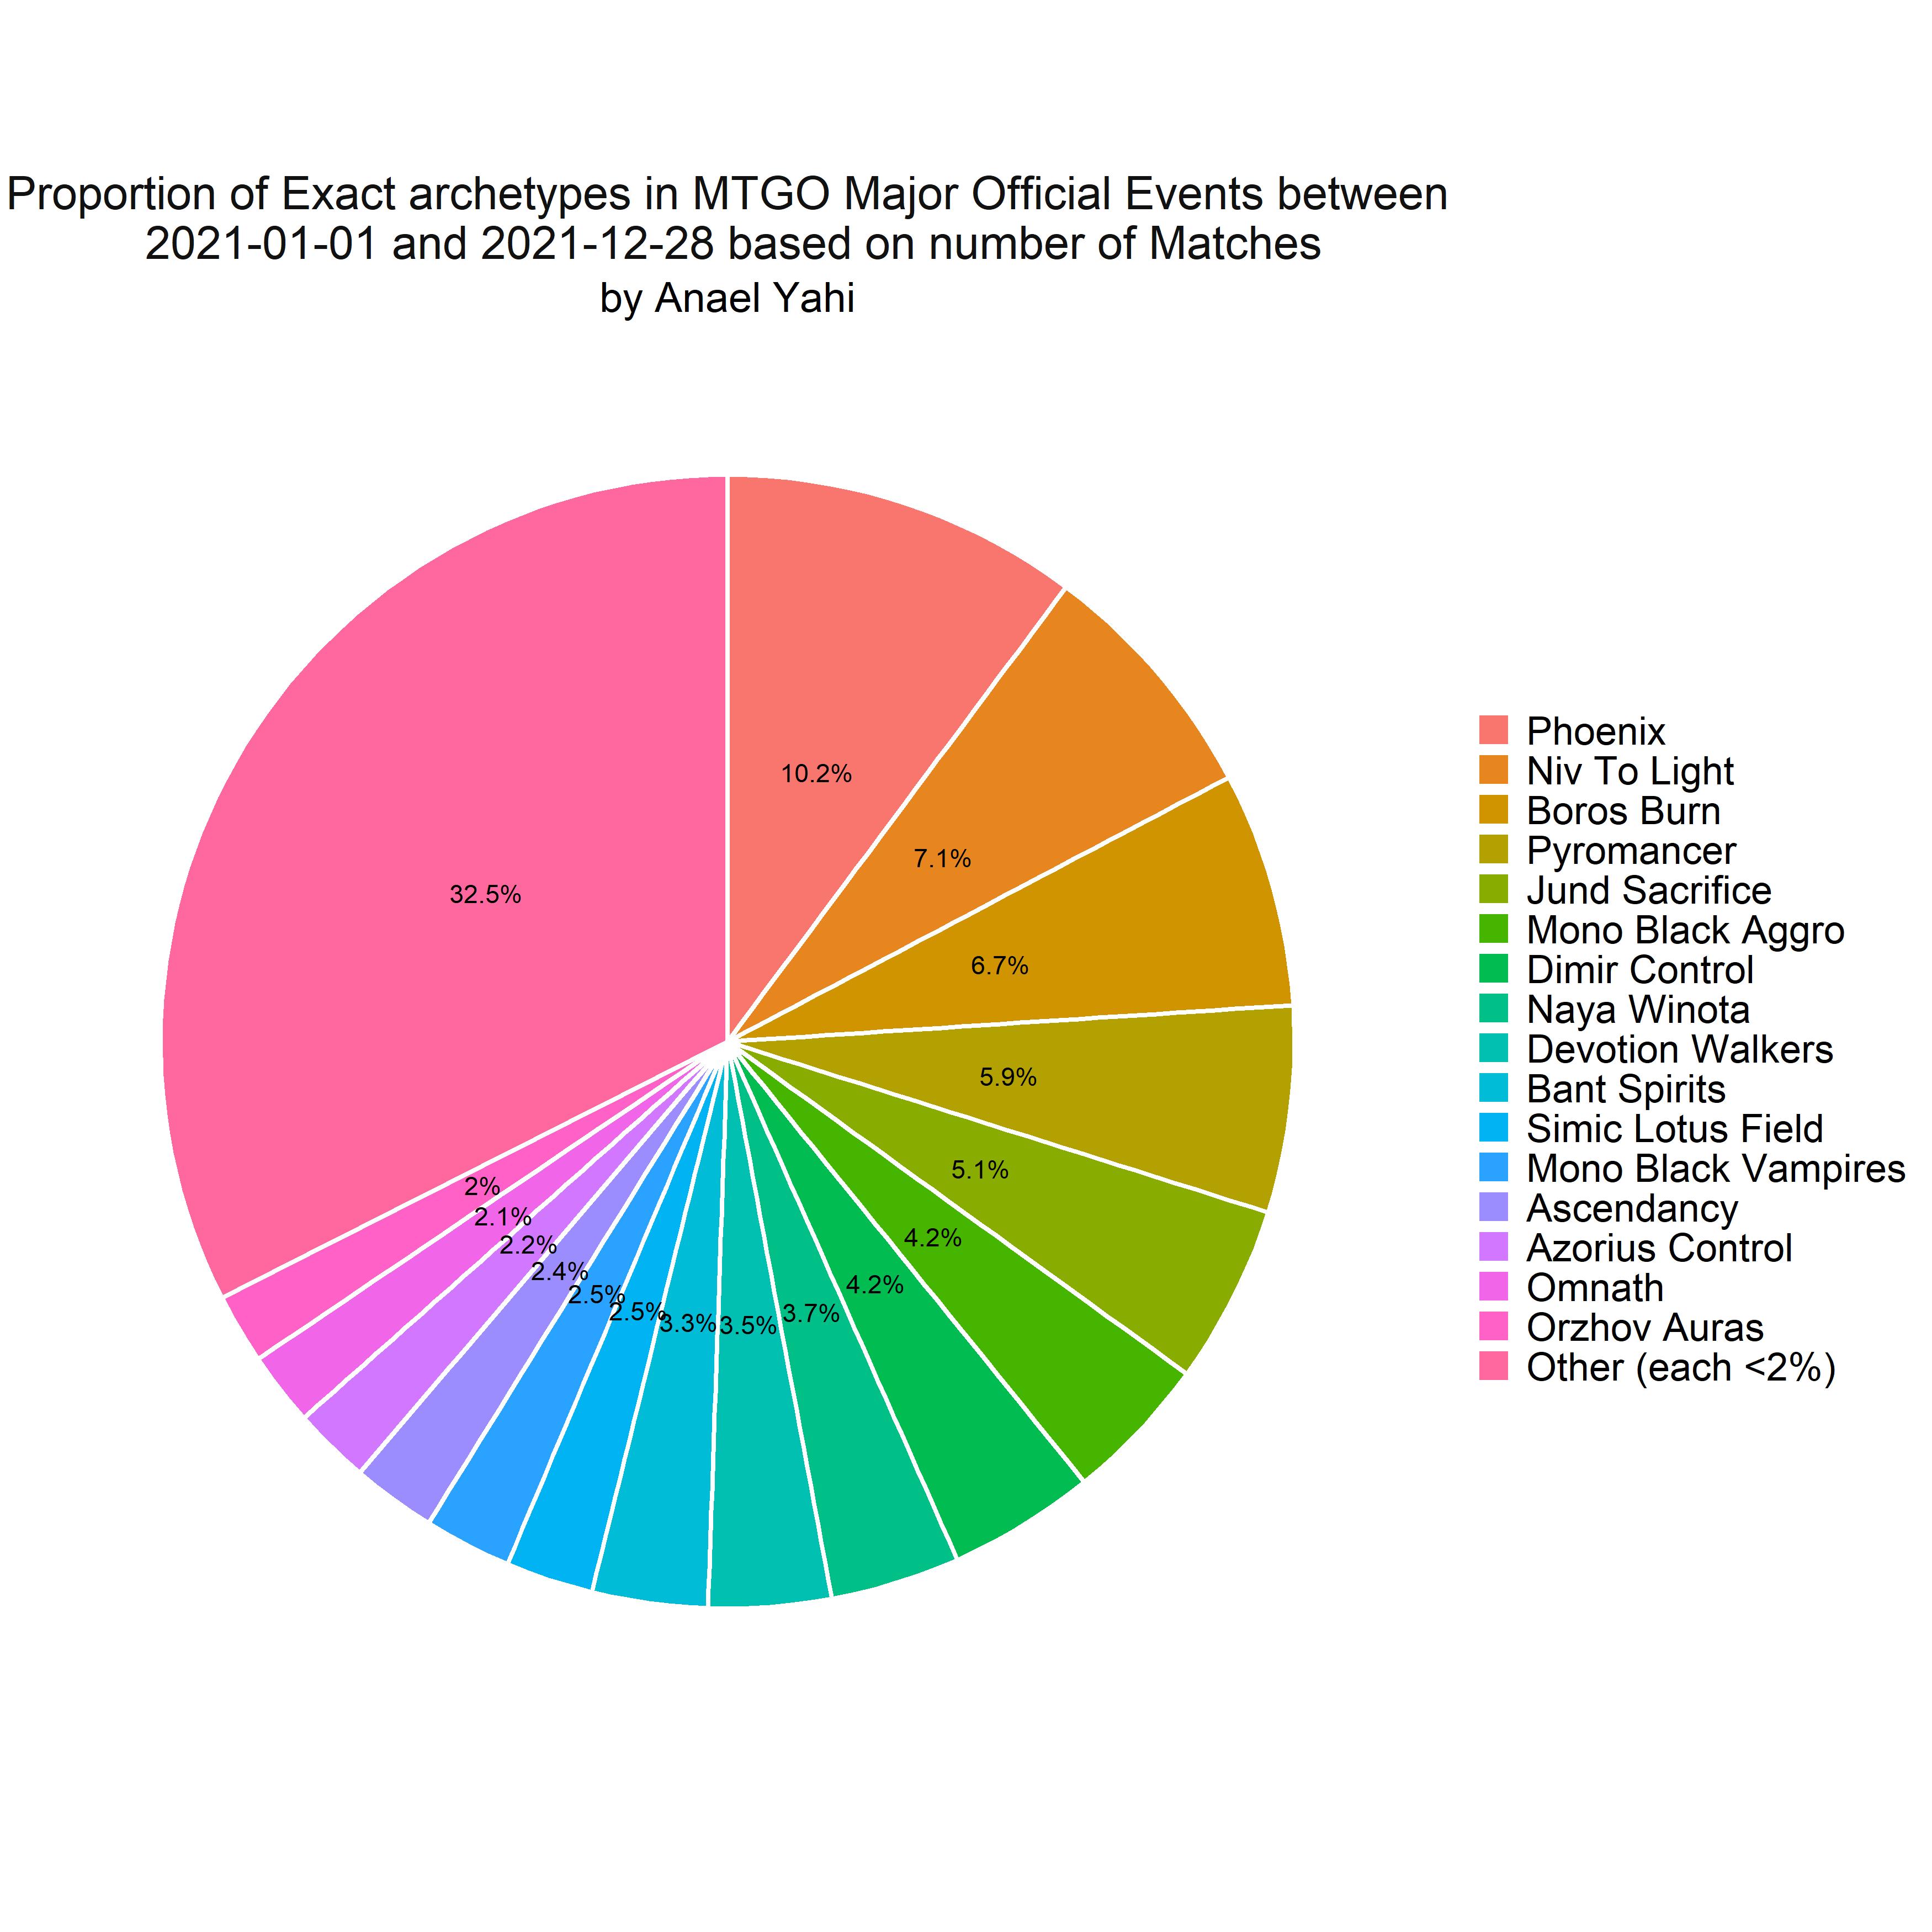 Proportion of Exact archetypes in MTGO Major Official Events between
2021-01-01 and 2021-12-28 based on number of Matches
by Anael Yahi
10.2%
7.1%
6.7%
5.9%
5.1%
4.2%
4.2%
3.7%
3.5%
3.3%
2.5%
2.5%
2.4%
2.2%
2.1%
2%
32.5%
Phoenix
Niv To Light
Boros Burn
Pyromancer
Jund Sacrifice
Mono Black Aggro
Dimir Control
Naya Winota
Devotion Walkers
Bant Spirits
Simic Lotus Field
Mono Black Vampires
Ascendancy
Azorius Control
Omnath
Orzhov Auras
Other (each <2%)